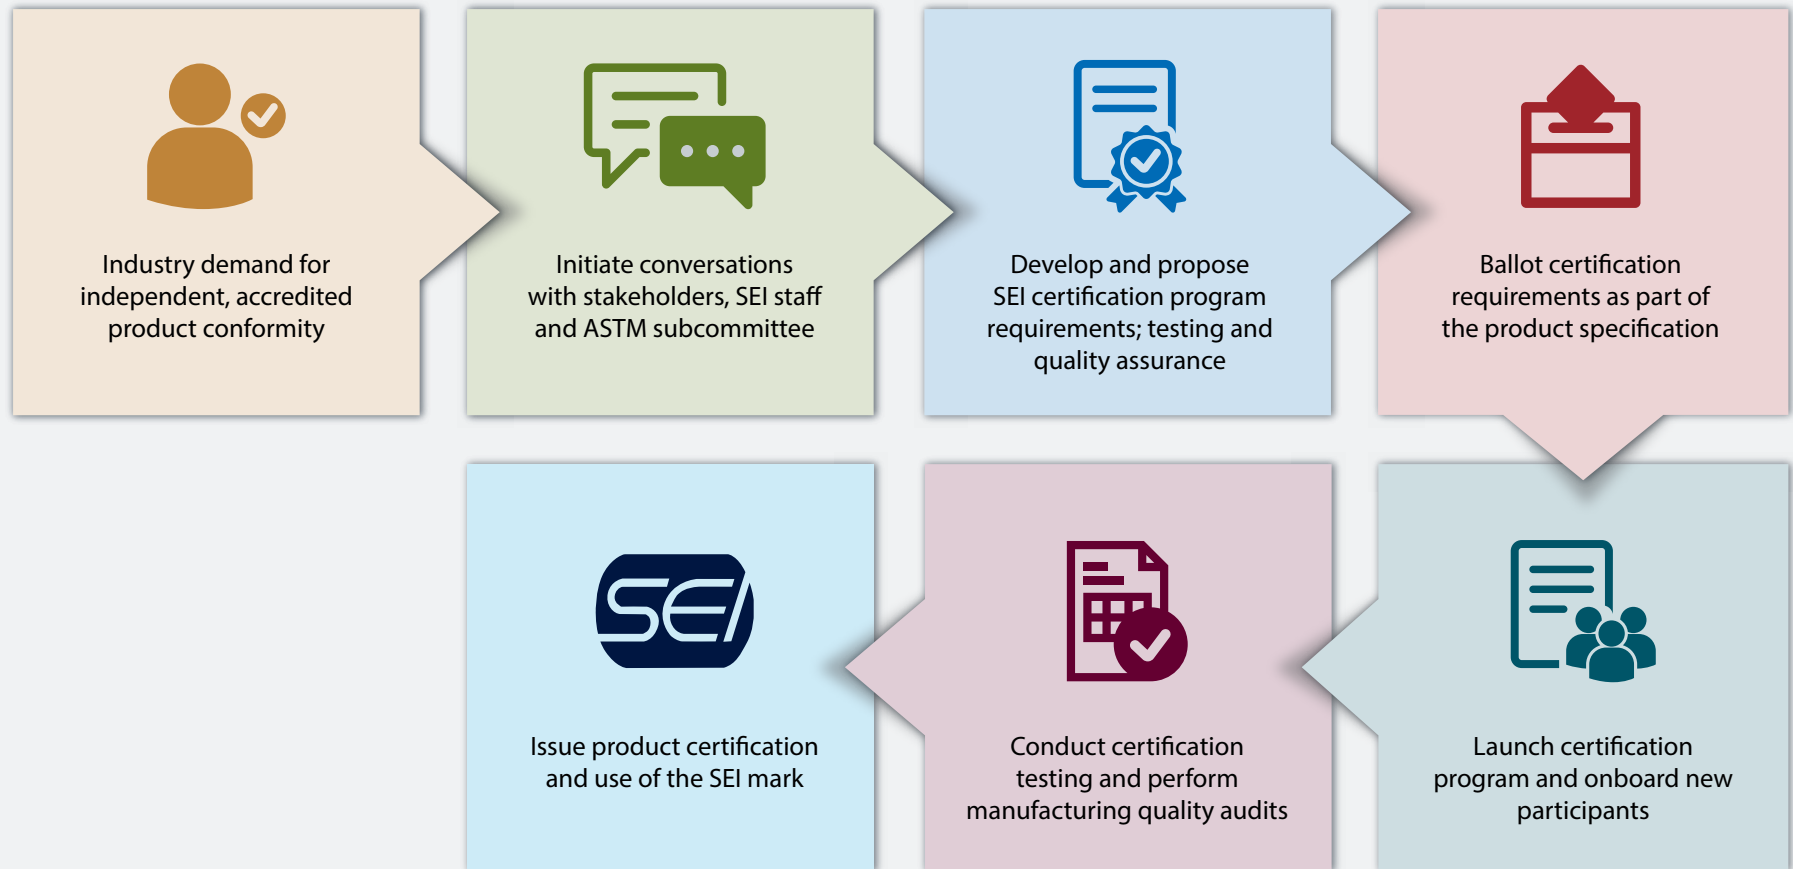 Industry demand for
independent, accredited
product conformity
Initiate conversations
with stakeholders, SEI staff
and ASTM subcommittee
Develop and propose
SEI certification program
requirements; testing and
quality assurance
Ballot certification
requirements as part of
the product specification
Launch certification
program and onboard new
participants
Conduct certification
testing and perform
manufacturing quality audits
SEI
Issue product certification
and use of the SEI mark